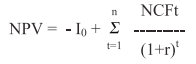 n NCFt
NPV = - I₀ + Σ --------
t=1 (1+r)ᵗ